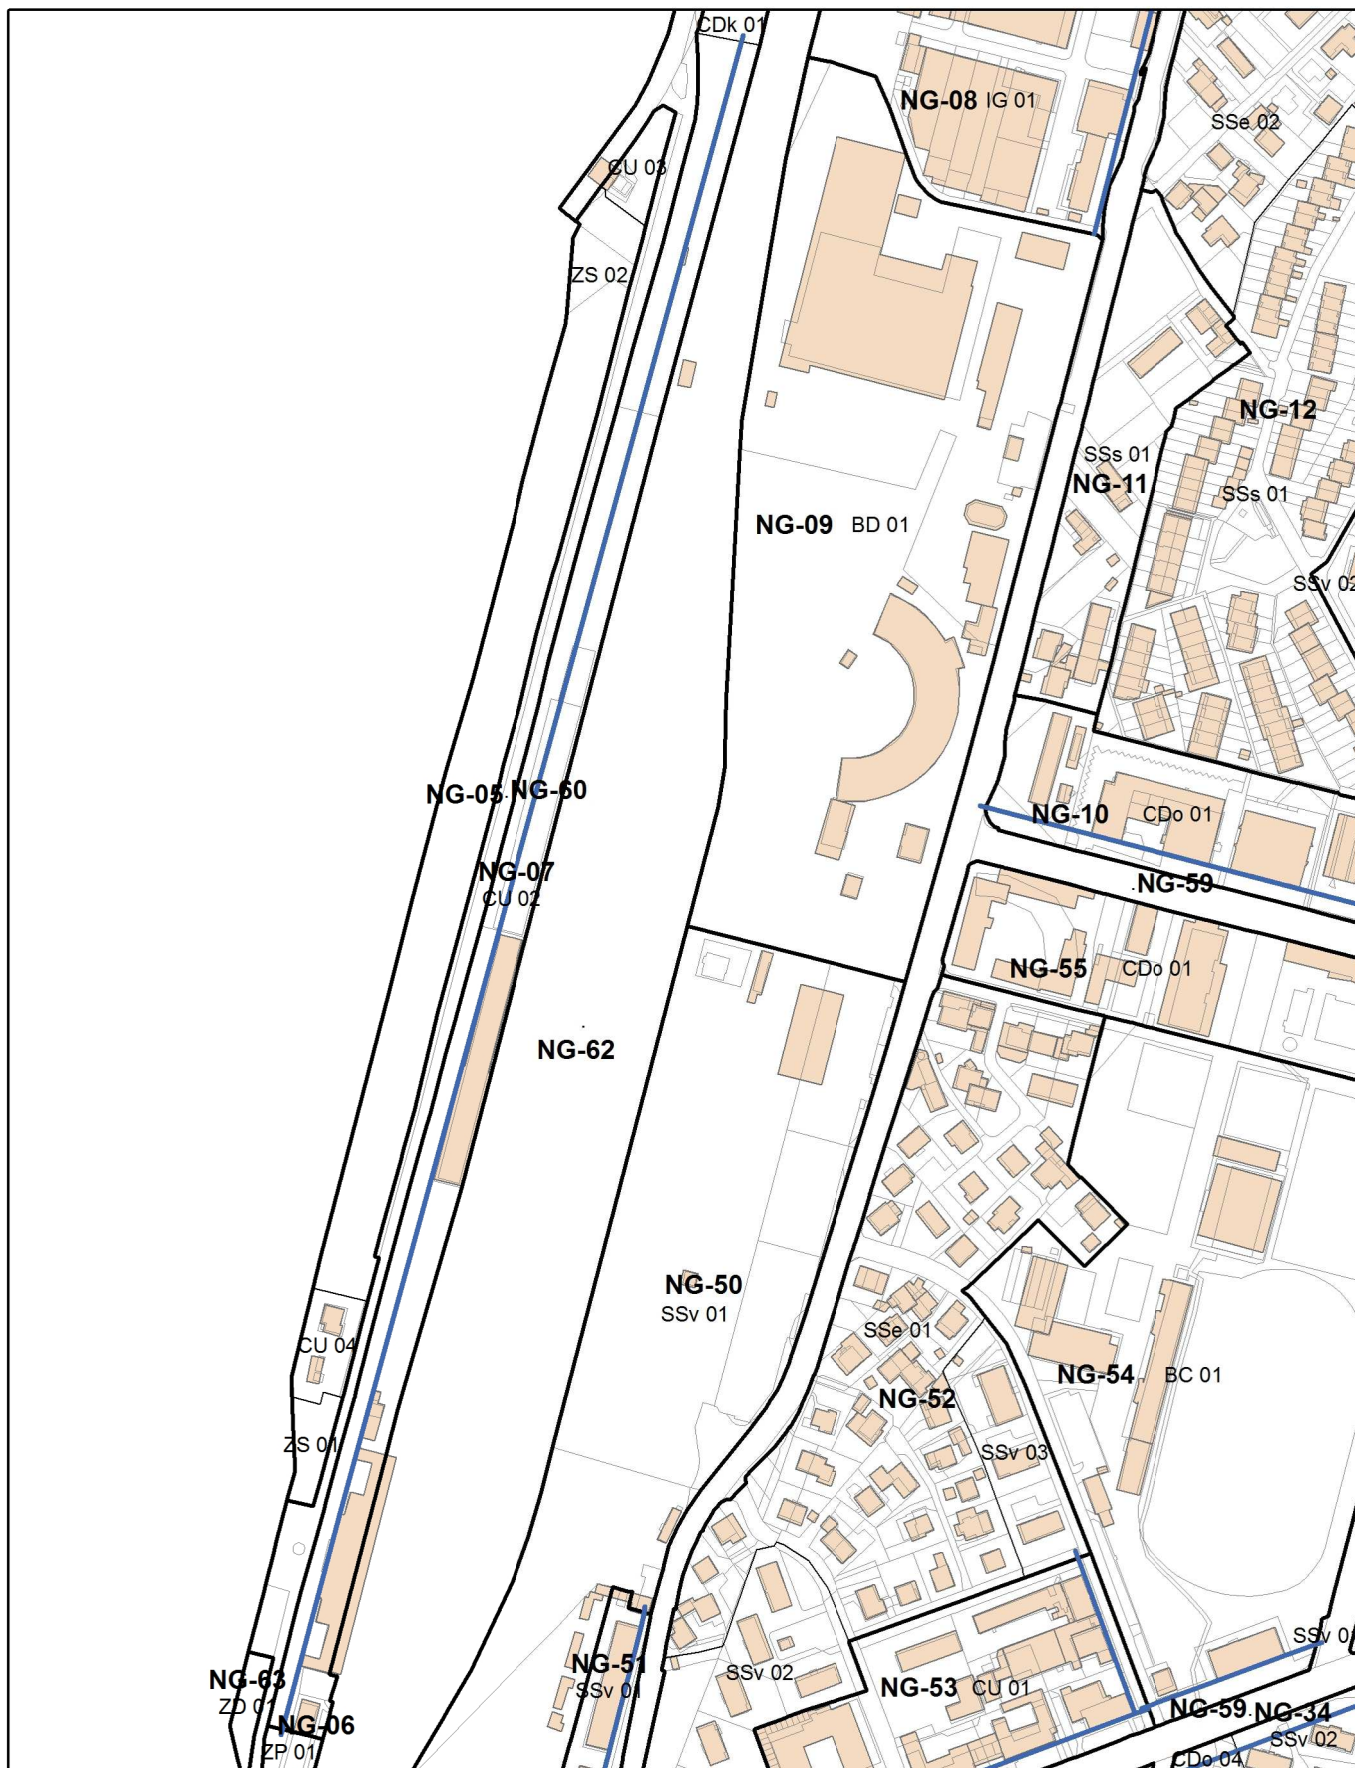 CDk 01
NG-08 IG 01
SSe 02
CU 03
ZS 02
NG-12
SSs 01
NG-11
SSs 01
NG-09 BD 01
SSv 02
NG-05
NG-60
NG-10 CDo 01
NG-07
CU 02
NG-59
NG-55 CDo 01
NG-62
NG-50
SSv 01
SSe 01
CU 04
NG-54 BC 01
NG-52
ZS 01
SSv 03
SSv 0
NG-51
SSv 01
SSv 02
NG-63
ZD 01
NG-53 CU 01
NG-59
NG-34
SSv 02
NG-06
ZP 01
CDo 04